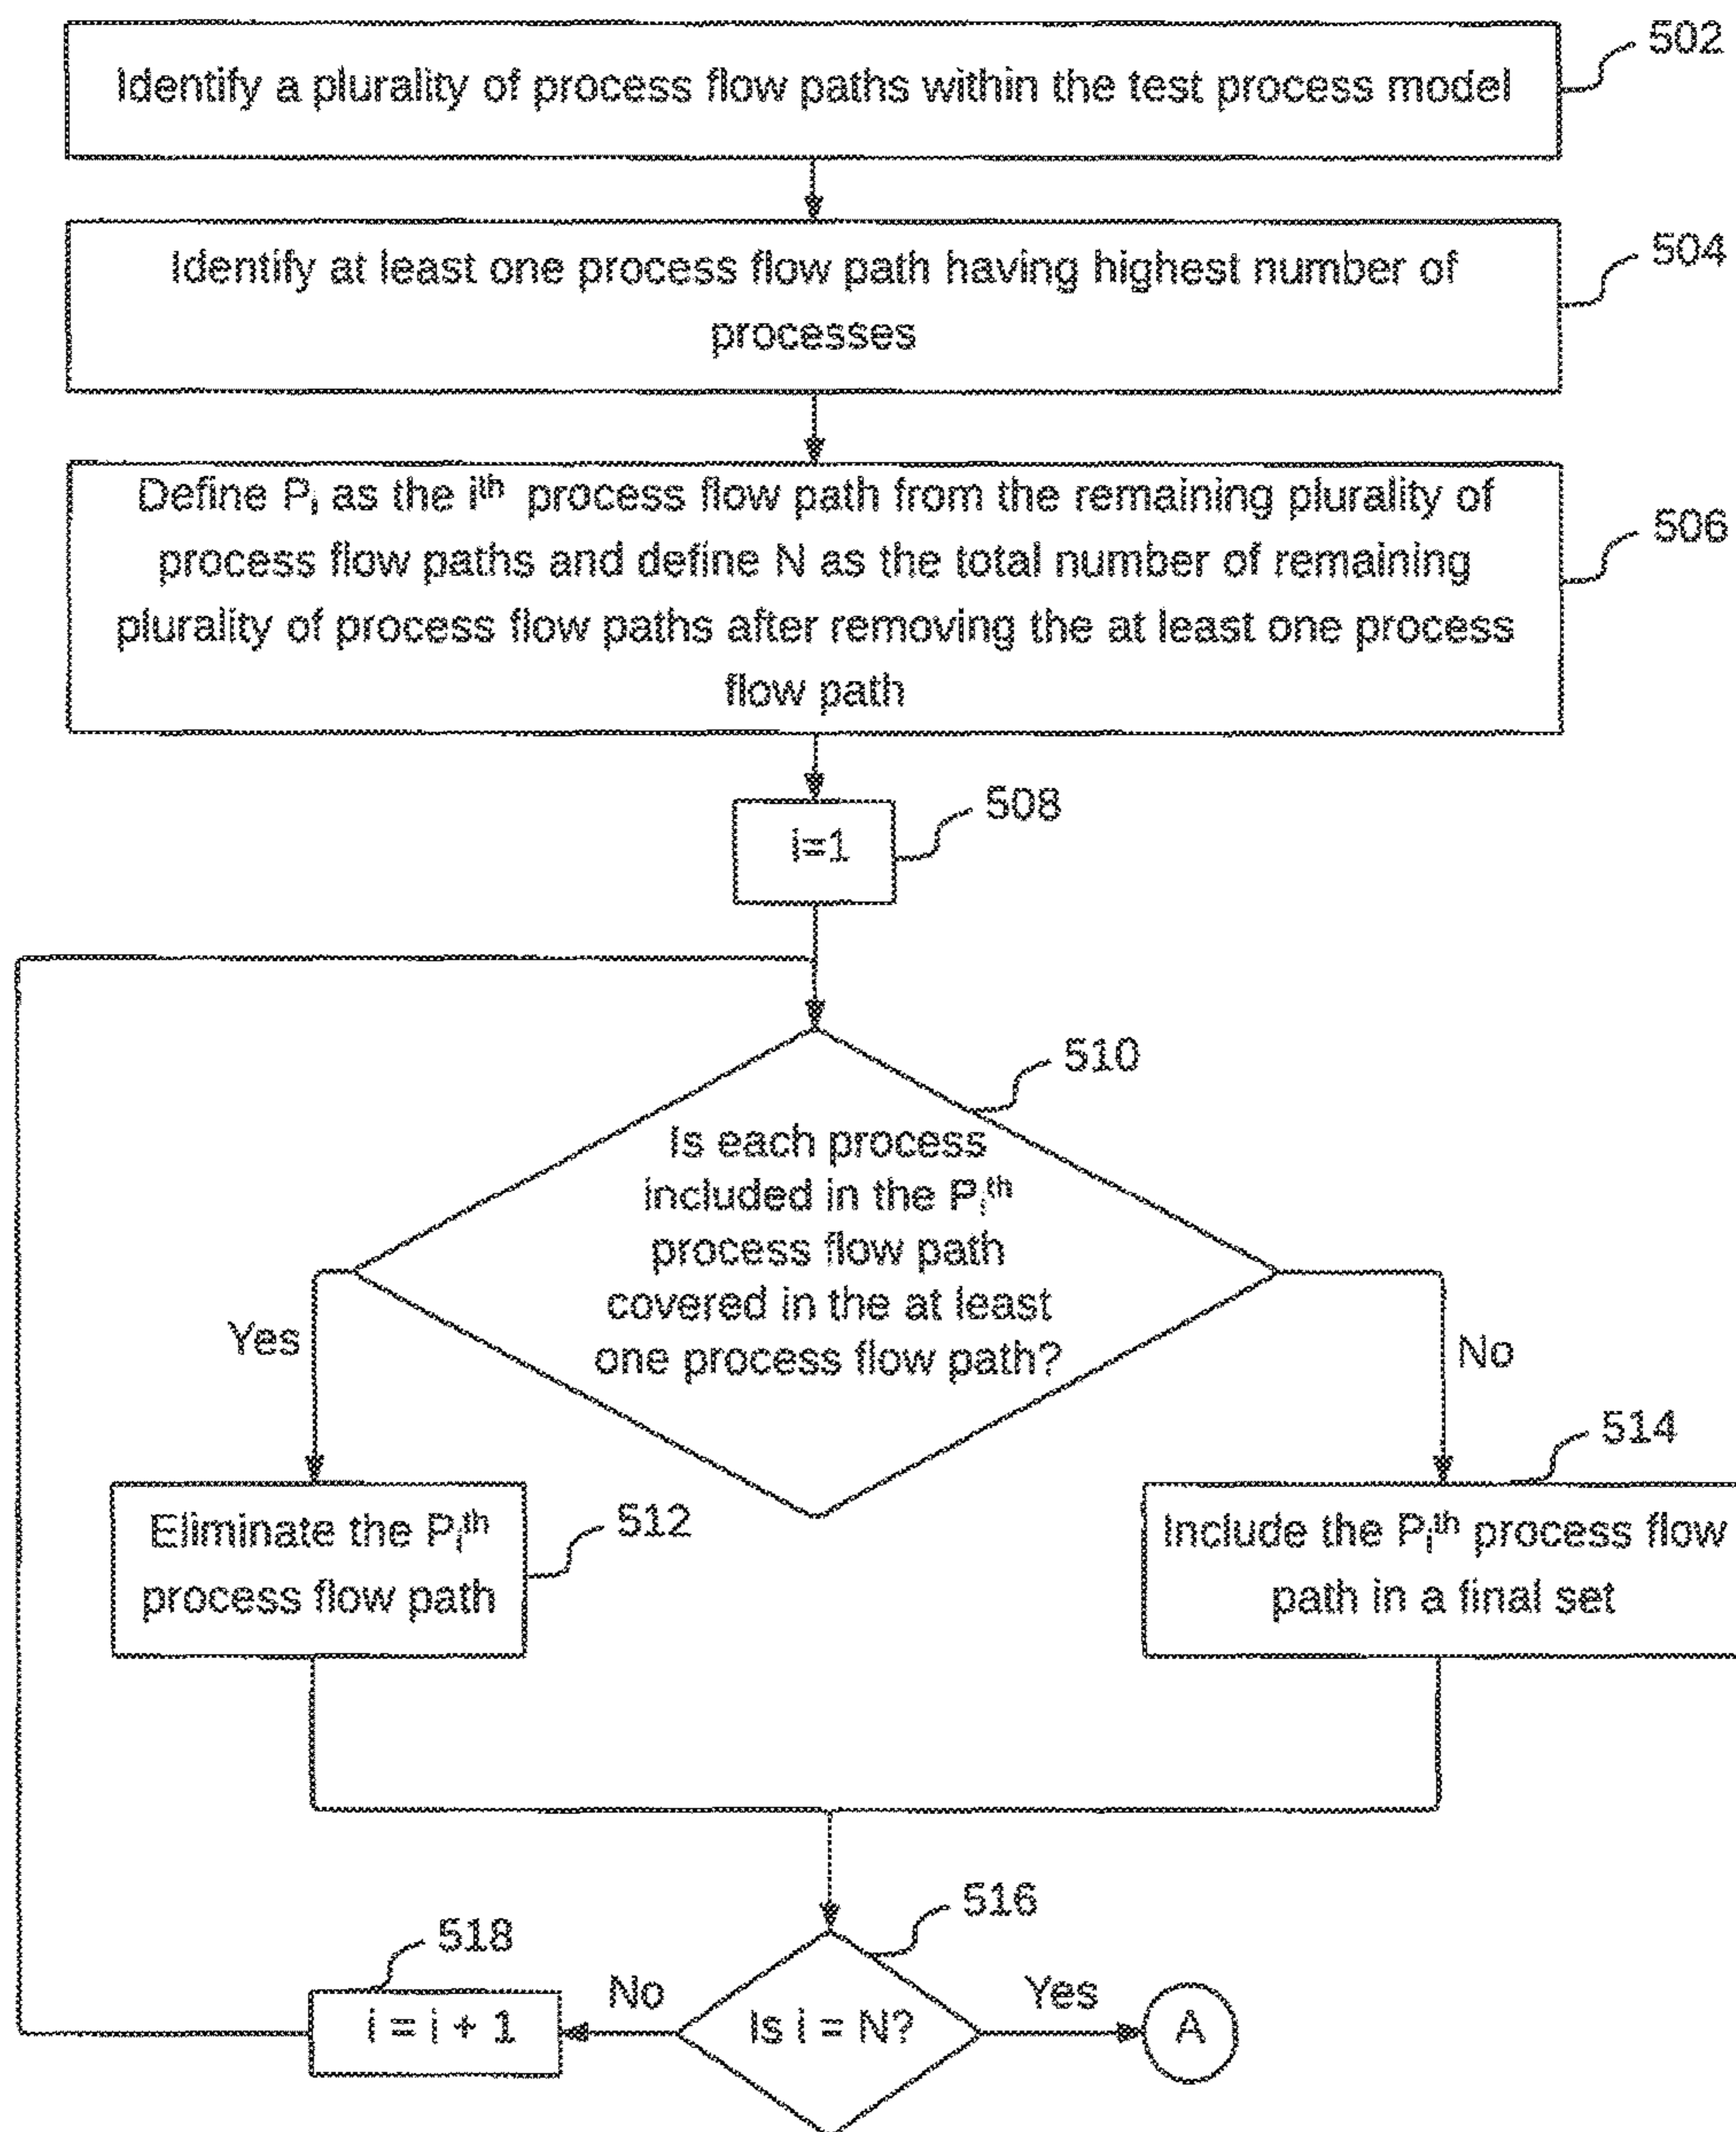 502
Identify a plurality of process flow paths within the test process model
504
Identify at least one process flow path having highest number of
processes
506
Define Pᵢ as the iᵗʰ process flow path from the remaining plurality of
process flow paths and define N as the total number of remaining
plurality of process flow paths after removing the at least one process
flow path
508
i=1
510
Is each process
included in the Pᵢᵗʰ
process flow path
covered in the at least
one process flow path?
Yes
No
512
Eliminate the Pᵢᵗʰ
process flow path
514
Include the Pᵢᵗʰ process flow
path in a final set
516
Is i = N?
No
Yes
518
i = i + 1
A